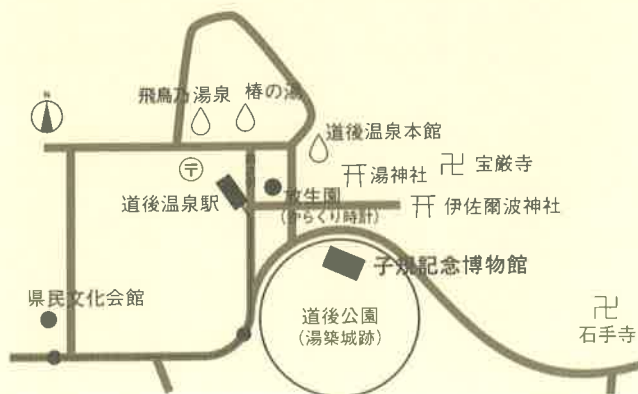 N
飛鳥乃湯泉
椿の湯
道後温泉本館
〒
湯神社
宝厳寺
道後温泉駅
放生園
(からくり時計)
伊佐爾波神社
子規記念博物館
県民文化会館
道後公園
(湯築城跡)
石手寺